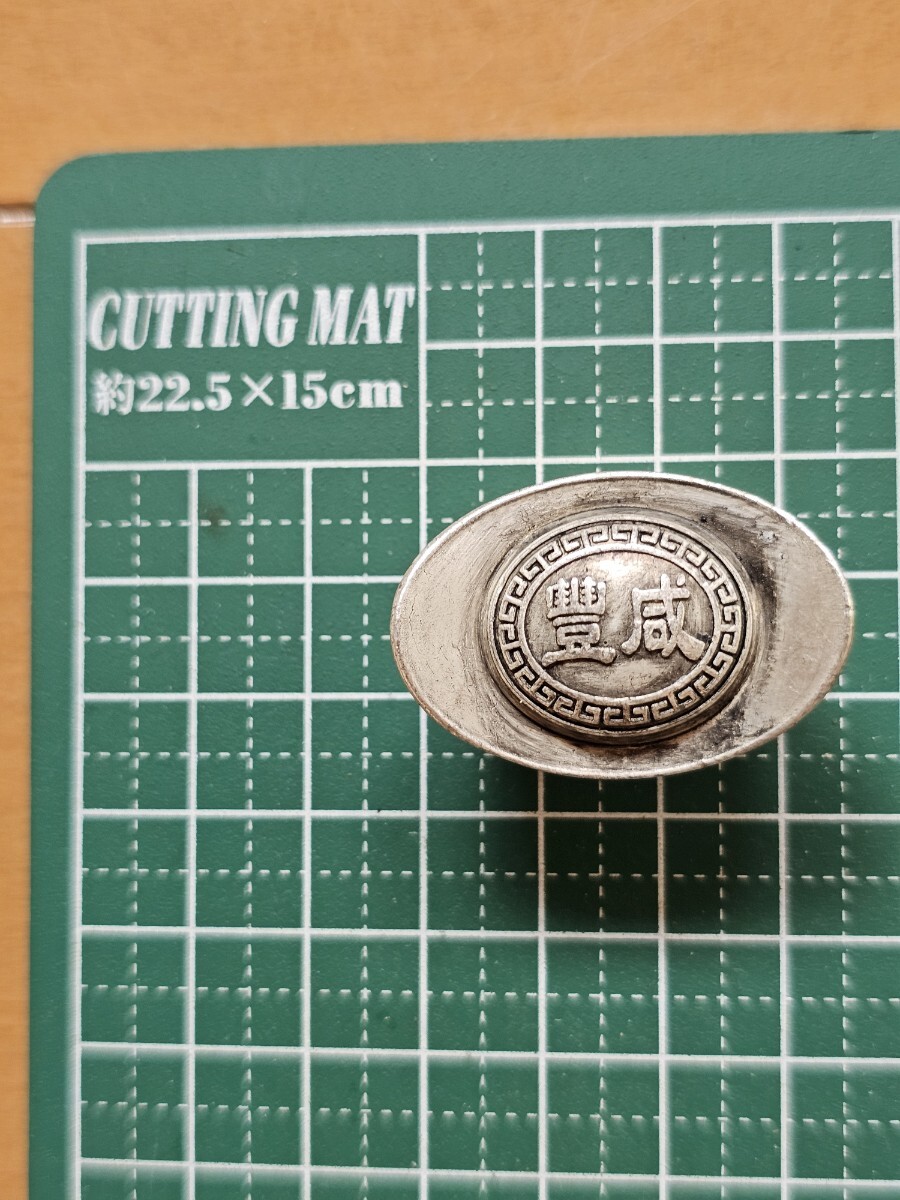 CUTTING MAT
約22.5×15cm
豐咸